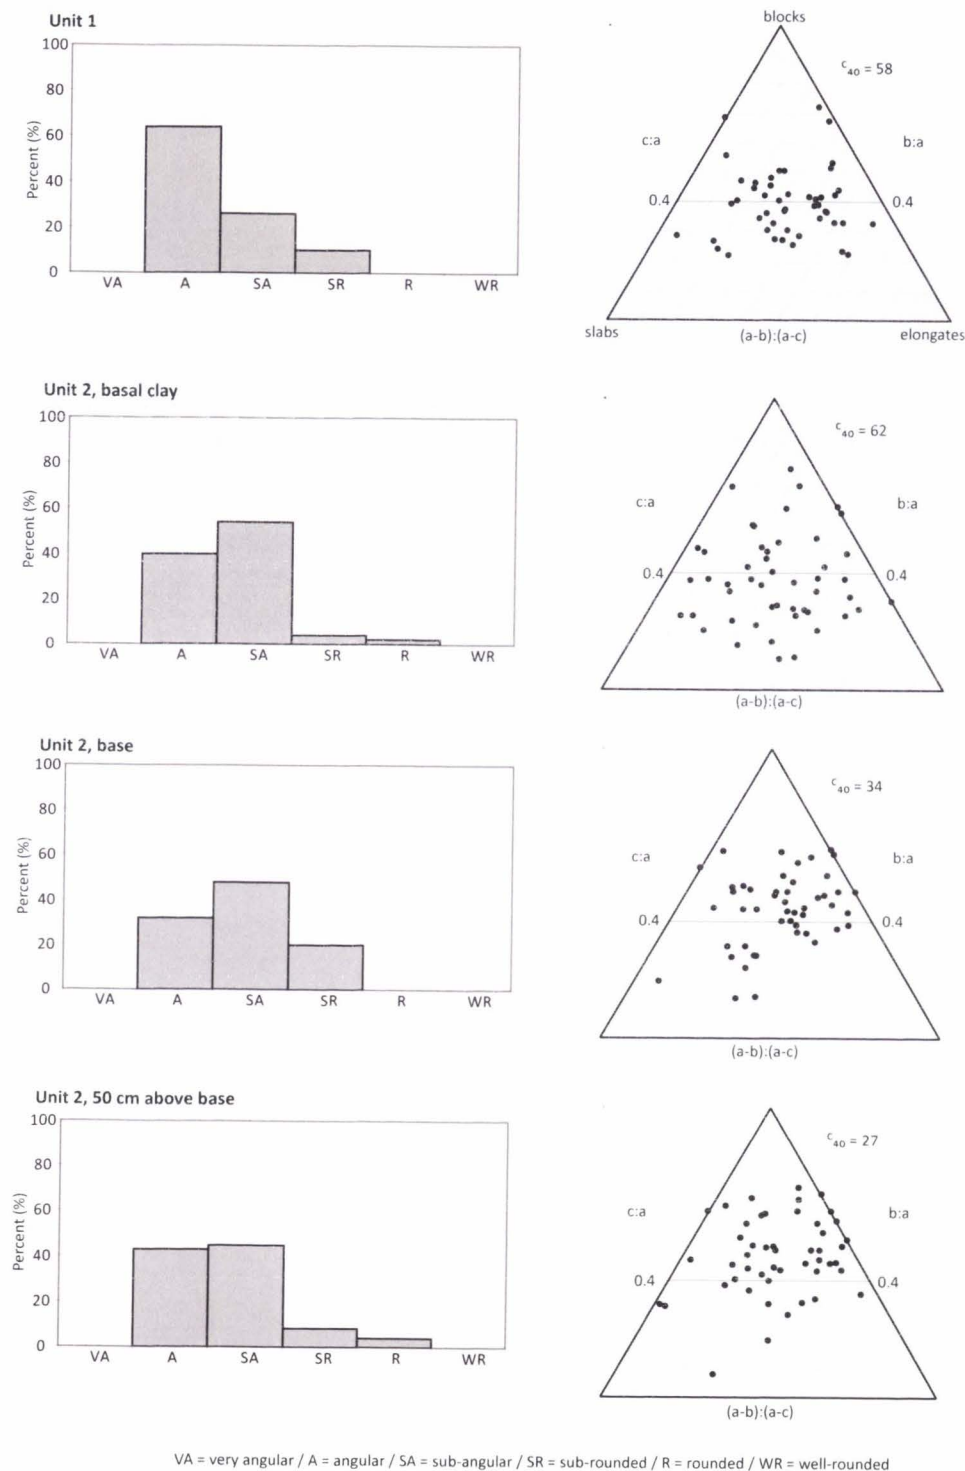 Unit 1
100
80
60
40
20
0
Percent (%)
VA A SA SR R WR
blocks
c40 = 58
c:a
b:a
0.4
0.4
slabs
(a-b):(a-c)
elongates
Unit 2, basal clay
100
80
60
40
20
0
Percent (%)
VA A SA SR R WR
c40 = 62
c:a
b:a
0.4
0.4
(a-b):(a-c)
Unit 2, base
100
80
60
40
20
0
Percent (%)
VA A SA SR R WR
c40 = 34
c:a
b:a
0.4
0.4
(a-b):(a-c)
Unit 2, 50 cm above base
100
80
60
40
20
0
Percent (%)
VA A SA SR R WR
c40 = 27
c:a
b:a
0.4
0.4
(a-b):(a-c)
VA = very angular / A = angular / SA = sub-angular / SR = sub-rounded / R = rounded / WR = well-rounded